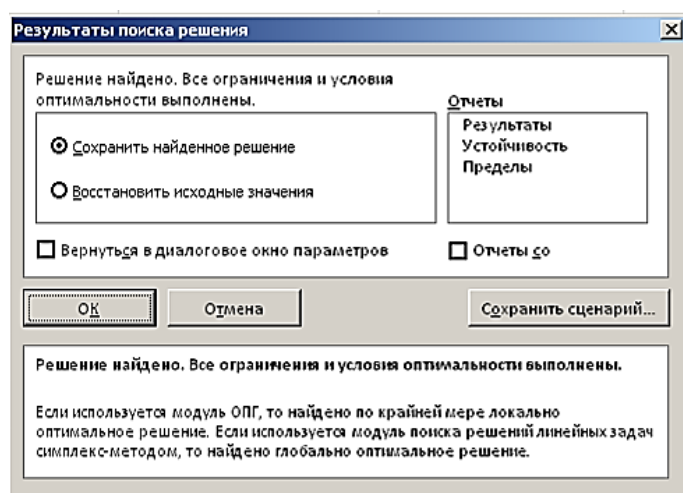 Результаты поиска решения
Решение найдено. Все ограничения и условия
оптимальности выполнены.
Отчеты
Результаты
Устойчивость
Пределы
Сохранить найденное решение
Восстановить исходные значения
Вернуться в диалоговое окно параметров
Отчеты со
ОК
Отмена
Сохранить сценарий...
Решение найдено. Все ограничения и условия оптимальности выполнены.
Если используется модуль ОПГ, то найдено по крайней мере локально
оптимальное решение. Если используется модуль поиска решений линейных задач
симплекс-методом, то найдено глобально оптимальное решение.